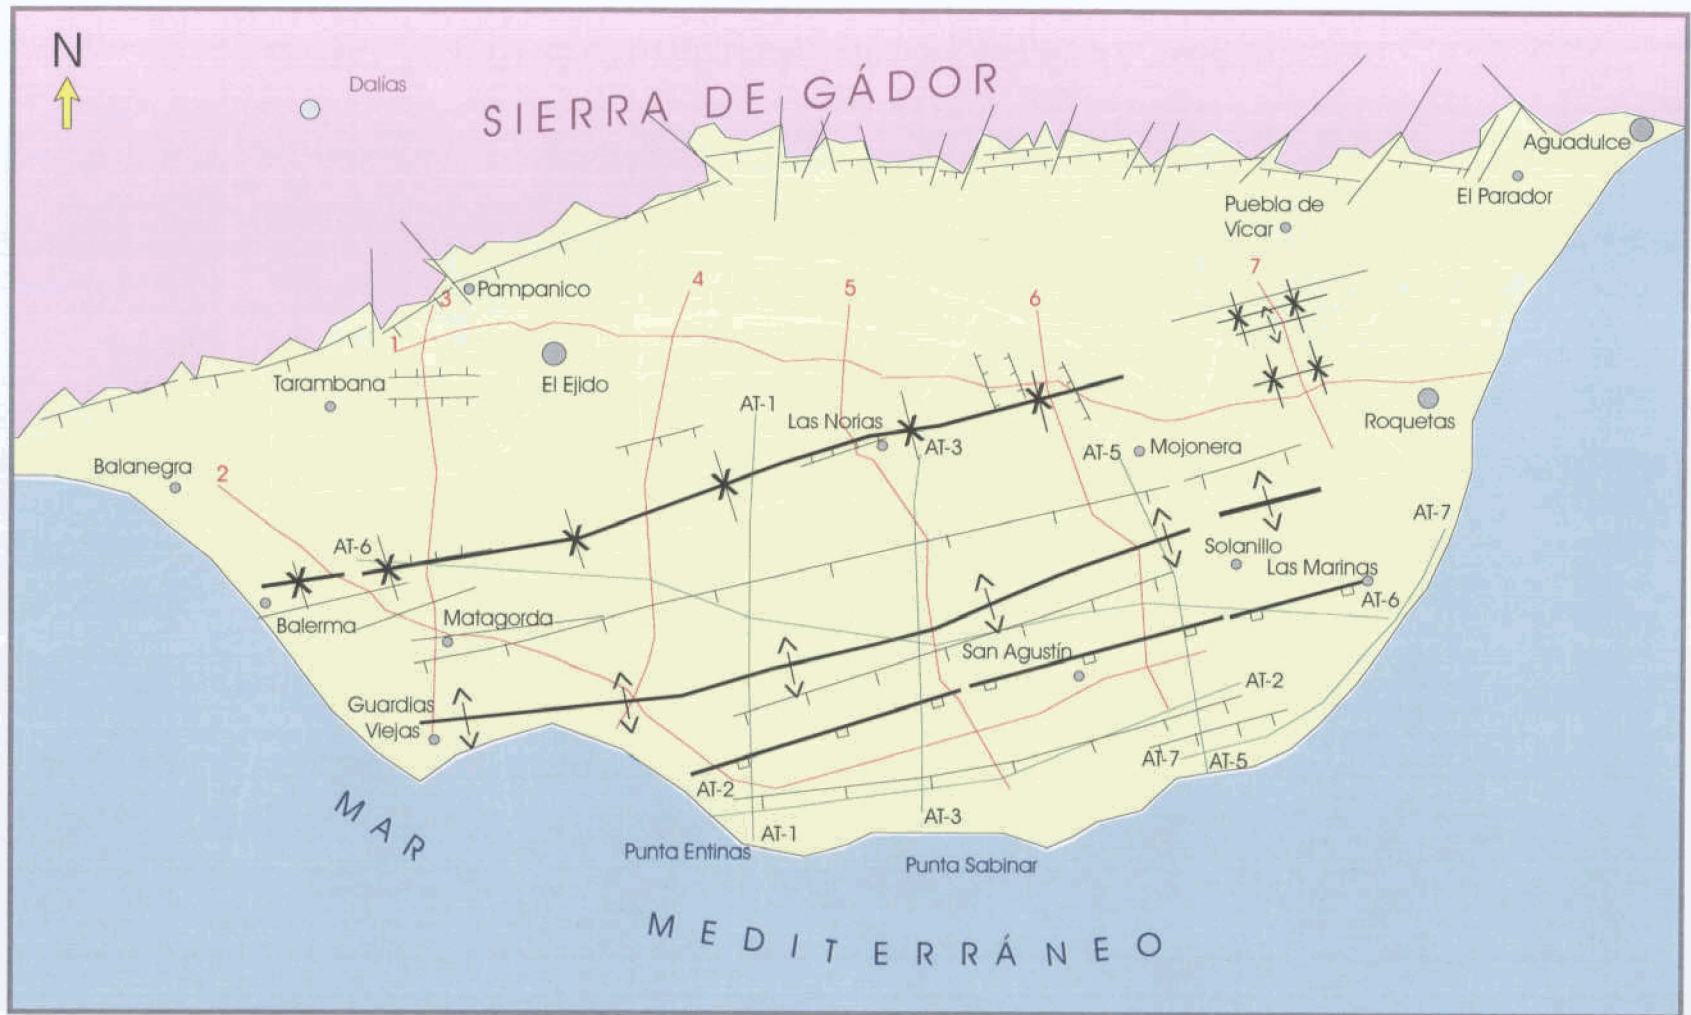 N
Dalías
SIERRA DE GÁDOR
Aguadulce
El Parador
Puebla de
Vícar
Pampanico
3
4
5
6
7
1
Tarambana
El Ejido
AT-1
Las Norias
AT-3
AT-5
Mojonera
Roquetas
Balanegra
2
AT-6
AT-7
Solanillo
Las Marinas
AT-6
Balerma
Matagorda
San Agustín
AT-2
Guardias
Viejas
AT-7
AT-5
AT-2
AT-1
AT-3
Punta Entinas
Punta Sabinar
MAR
MEDITERRÁNEO